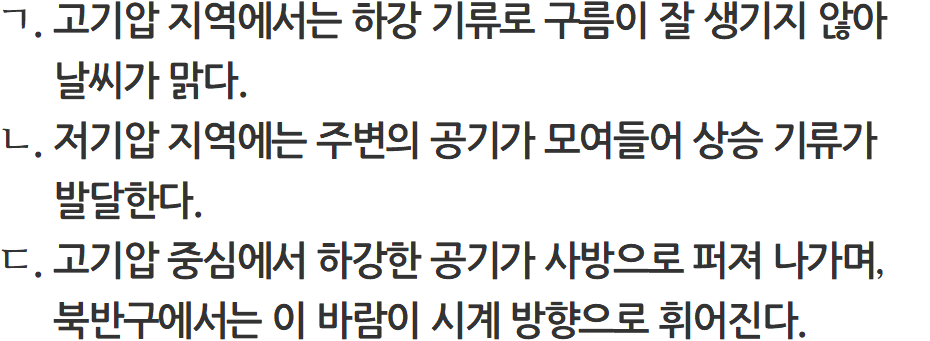 ㄱ. 고기압 지역에서는 하강 기류로 구름이 잘 생기지 않아
날씨가 맑다.
ㄴ. 저기압 지역에는 주변의 공기가 모여들어 상승 기류가
발달한다.
ㄷ. 고기압 중심에서 하강한 공기가 사방으로 퍼져 나가며,
북반구에서는 이 바람이 시계 방향으로 휘어진다.